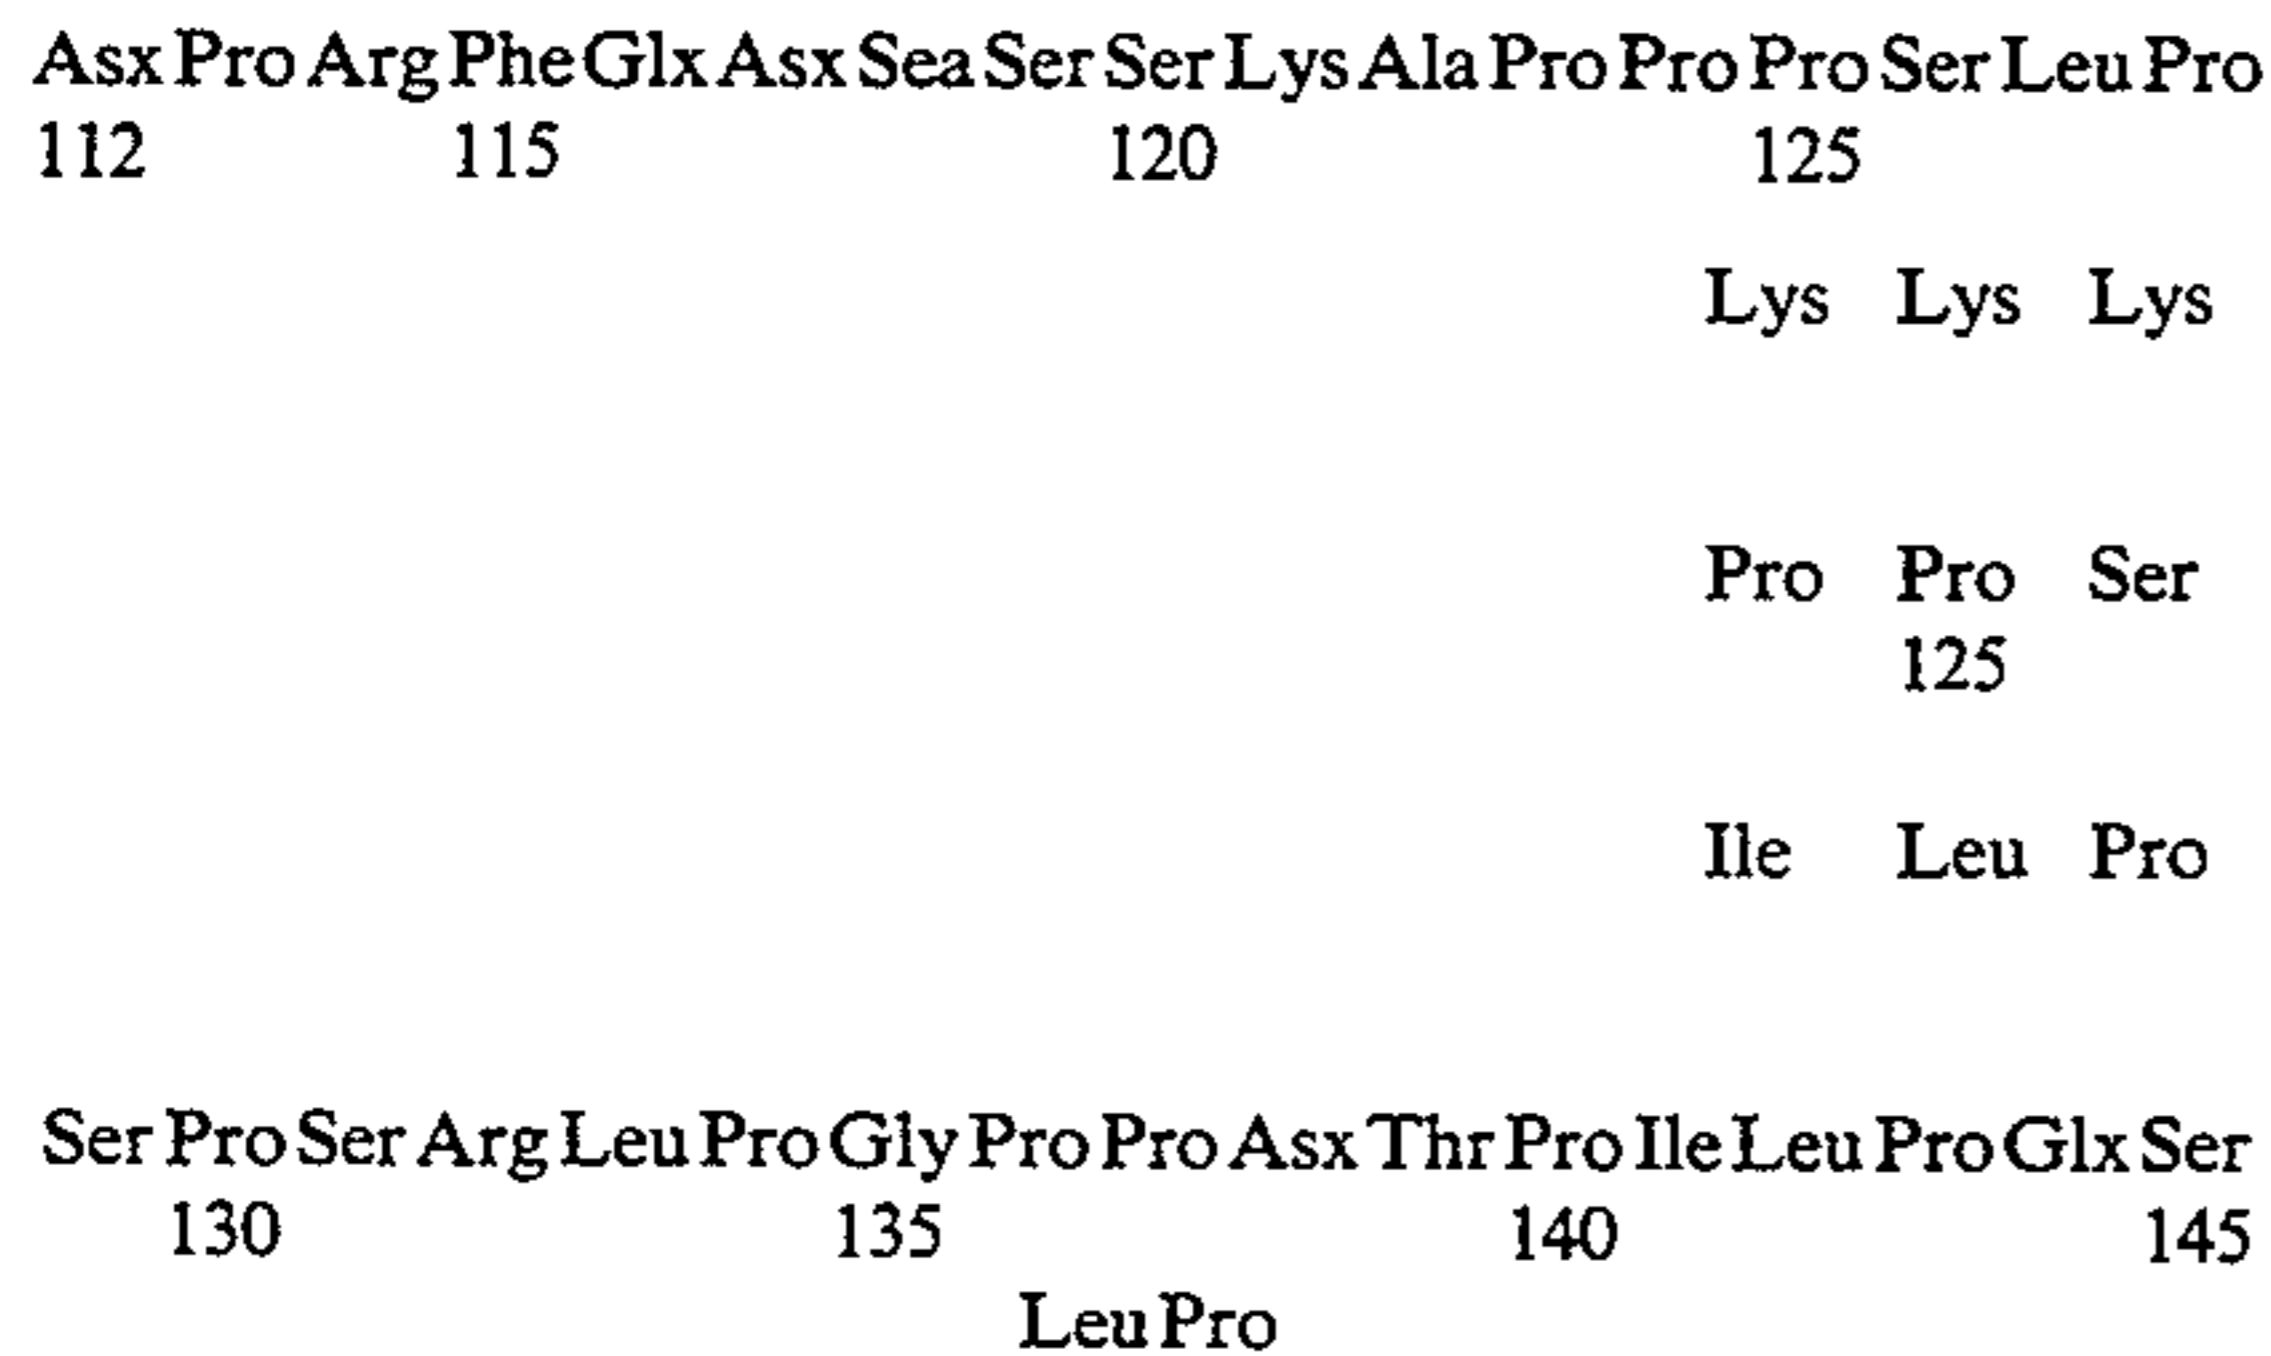 Asx Pro Arg Phe Glx Asx Sea Ser Ser Lys Ala Pro Pro Pro Ser Leu Pro
112 115 120 125
Lys Lys Lys
Pro Pro Ser
125
Ile Leu Pro
Ser Pro Ser Arg Leu Pro Gly Pro Pro Asx Thr Pro Ile Leu Pro Glx Ser
130 135 140 145
Leu Pro